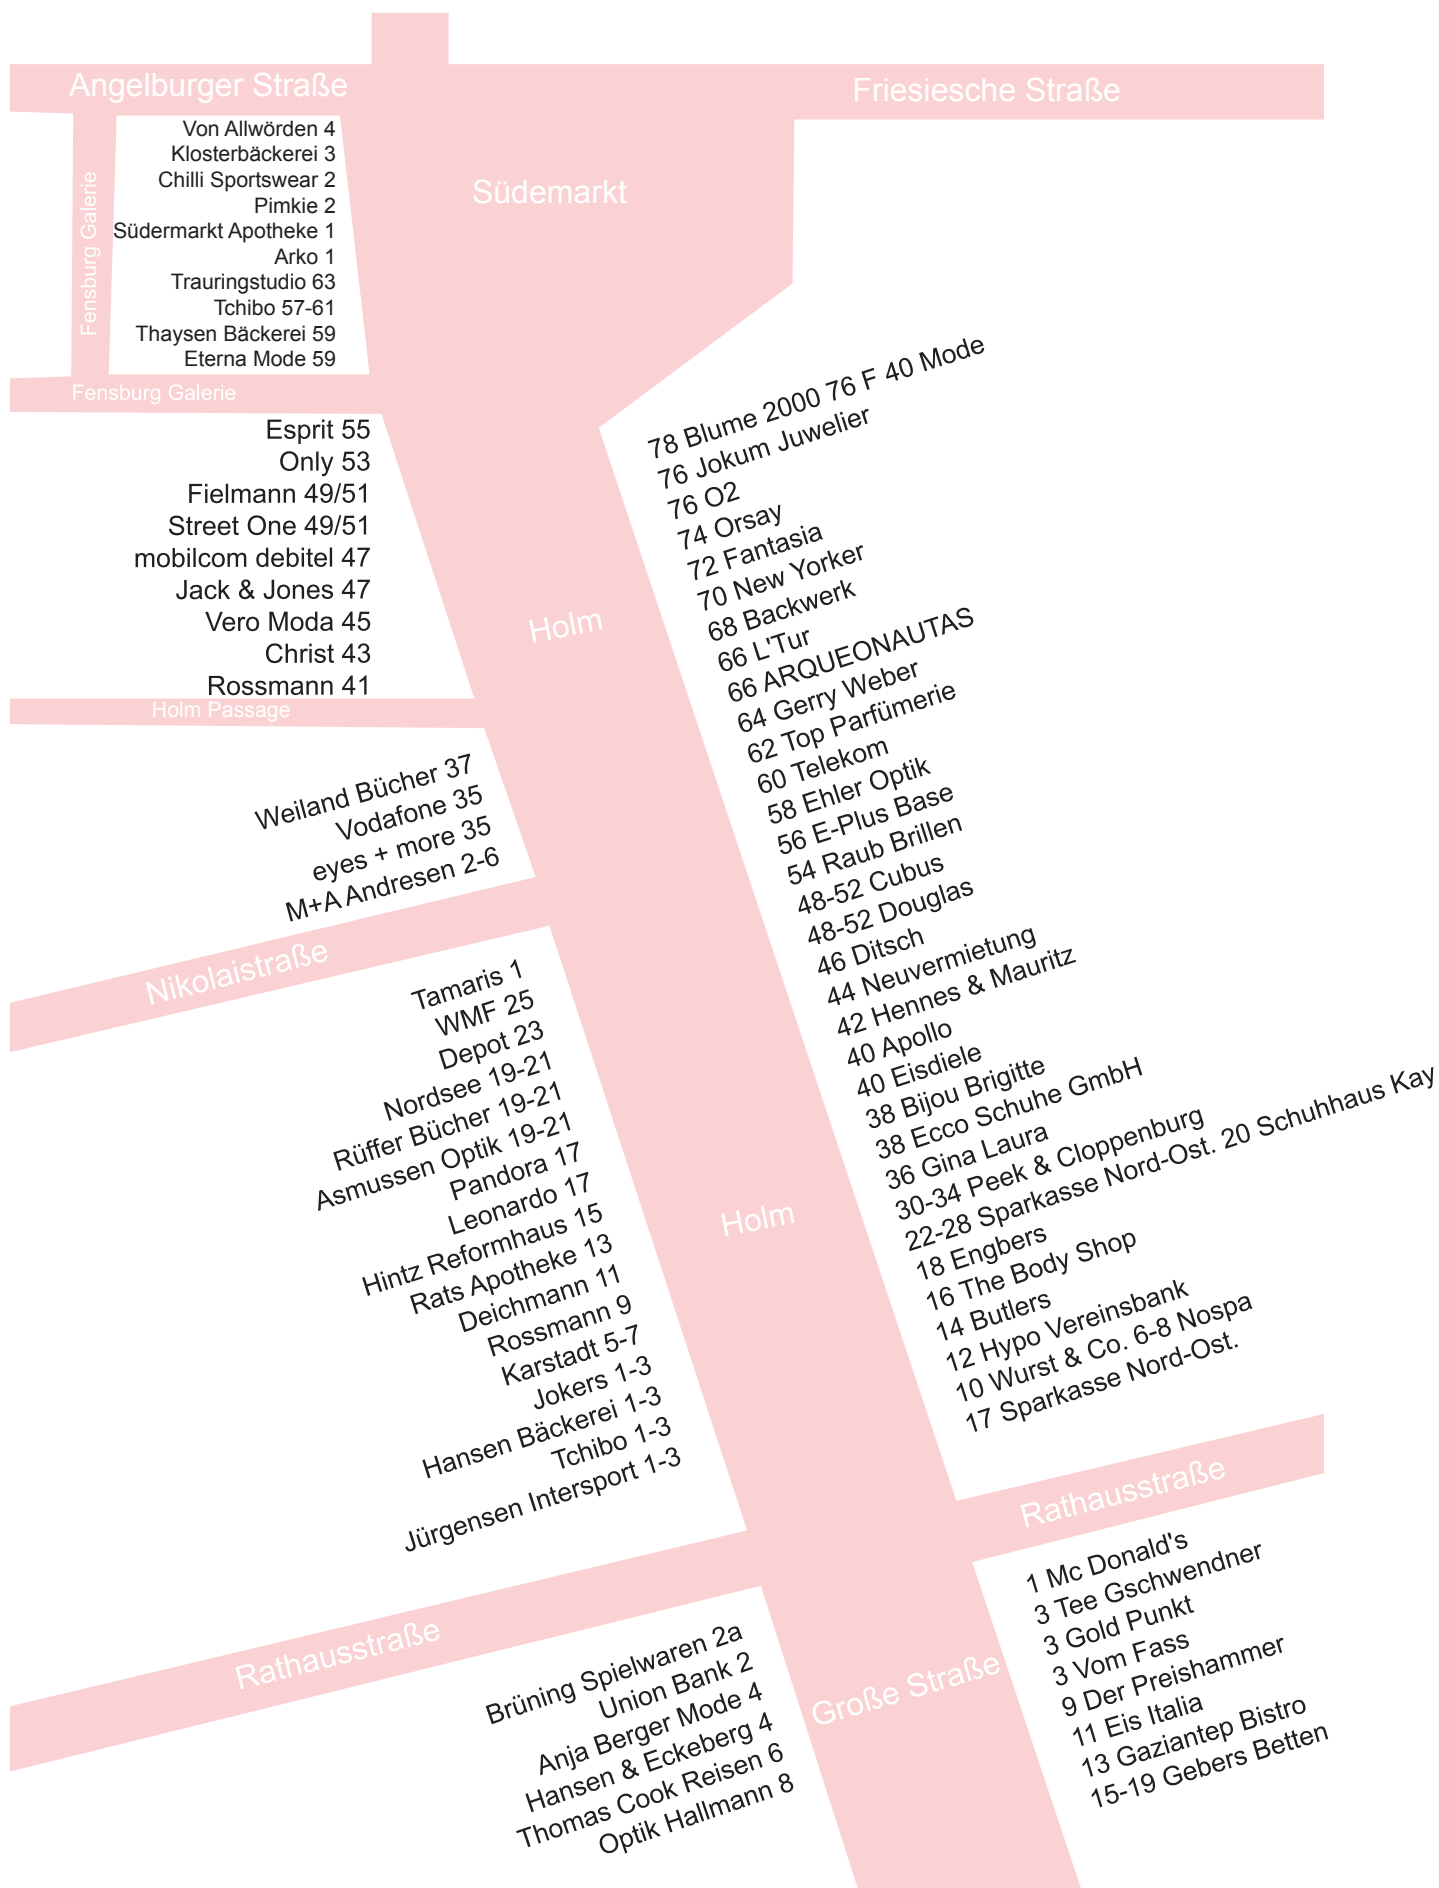 Angelburger Straße
Friesiesche Straße
Südemarkt
Fensburg Galerie
Von Allwörden 4
Klosterbäckerei 3
Chilli Sportswear 2
Pimkie 2
Südermarkt Apotheke 1
Arko 1
Trauringstudio 63
Tchibo 57-61
Thaysen Bäckerei 59
Eterna Mode 59
Fensburg Galerie
Esprit 55
Only 53
Fielmann 49/51
Street One 49/51
mobilcom debitel 47
Jack & Jones 47
Vero Moda 45
Christ 43
Rossmann 41
Holm Passage
Weiland Bücher 37
Vodafone 35
eyes + more 35
M+A Andresen 2-6
Nikolaistraße
Tamaris 1
WMF 25
Depot 23
Nordsee 19-21
Rüffer Bücher 19-21
Asmussen Optik 19-21
Pandora 17
Leonardo 17
Hintz Reformhaus 15
Rats Apotheke 13
Deichmann 11
Rossmann 9
Karstadt 5-7
Jokers 1-3
Hansen Bäckerei 1-3
Tchibo 1-3
Jürgensen Intersport 1-3
Holm
Holm
78 Blume 2000 76 F 40 Mode
76 Jokum Juwelier
76 O2
74 Orsay
72 Fantasia
70 New Yorker
68 Backwerk
66 L'Tur
66 ARQUEONAUTAS
64 Gerry Weber
62 Top Parfümerie
60 Telekom
58 Ehler Optik
56 E-Plus Base
54 Raub Brillen
48-52 Cubus
48-52 Douglas
46 Ditsch
44 Neuvermietung
42 Hennes & Mauritz
40 Apollo
40 Eisdiele
38 Bijou Brigitte
38 Ecco Schuhe GmbH
36 Gina Laura
30-34 Peek & Cloppenburg
22-28 Sparkasse Nord-Ost. 20 Schuhhaus Kay
18 Engbers
16 The Body Shop
14 Butlers
12 Hypo Vereinsbank
10 Wurst & Co. 6-8 Nospa
17 Sparkasse Nord-Ost.
Rathausstraße
Rathausstraße
Brüning Spielwaren 2a
Union Bank 2
Anja Berger Mode 4
Hansen & Eckeberg 4
Thomas Cook Reisen 6
Optik Hallmann 8
Große Straße
1 Mc Donald's
3 Tee Gschwendner
3 Gold Punkt
3 Vom Fass
9 Der Preishammer
11 Eis Italia
13 Gaziantep Bistro
15-19 Gebers Betten